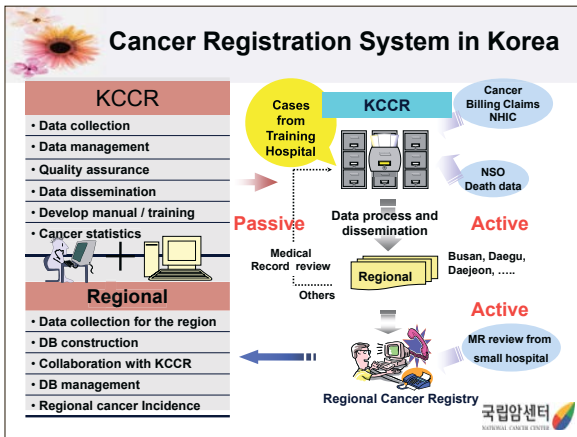 Cancer Registration System in Korea
KCCR
• Data collection
• Data management
• Quality assurance
• Data dissemination
• Develop manual / training
• Cancer statistics
Regional
• Data collection for the region
• DB construction
• Collaboration with KCCR
• DB management
• Regional cancer Incidence
Cases
from
Training
Hospital
KCCR
Cancer
Billing Claims
NHIC
NSO
Death data
Passive
Data process and
dissemination
Active
Medical
Record review
Others
Regional
Busan, Daegu,
Daejeon, …..
Active
MR review from
small hospital
Regional Cancer Registry
국립암센터
NATIONAL CANCER CENTER